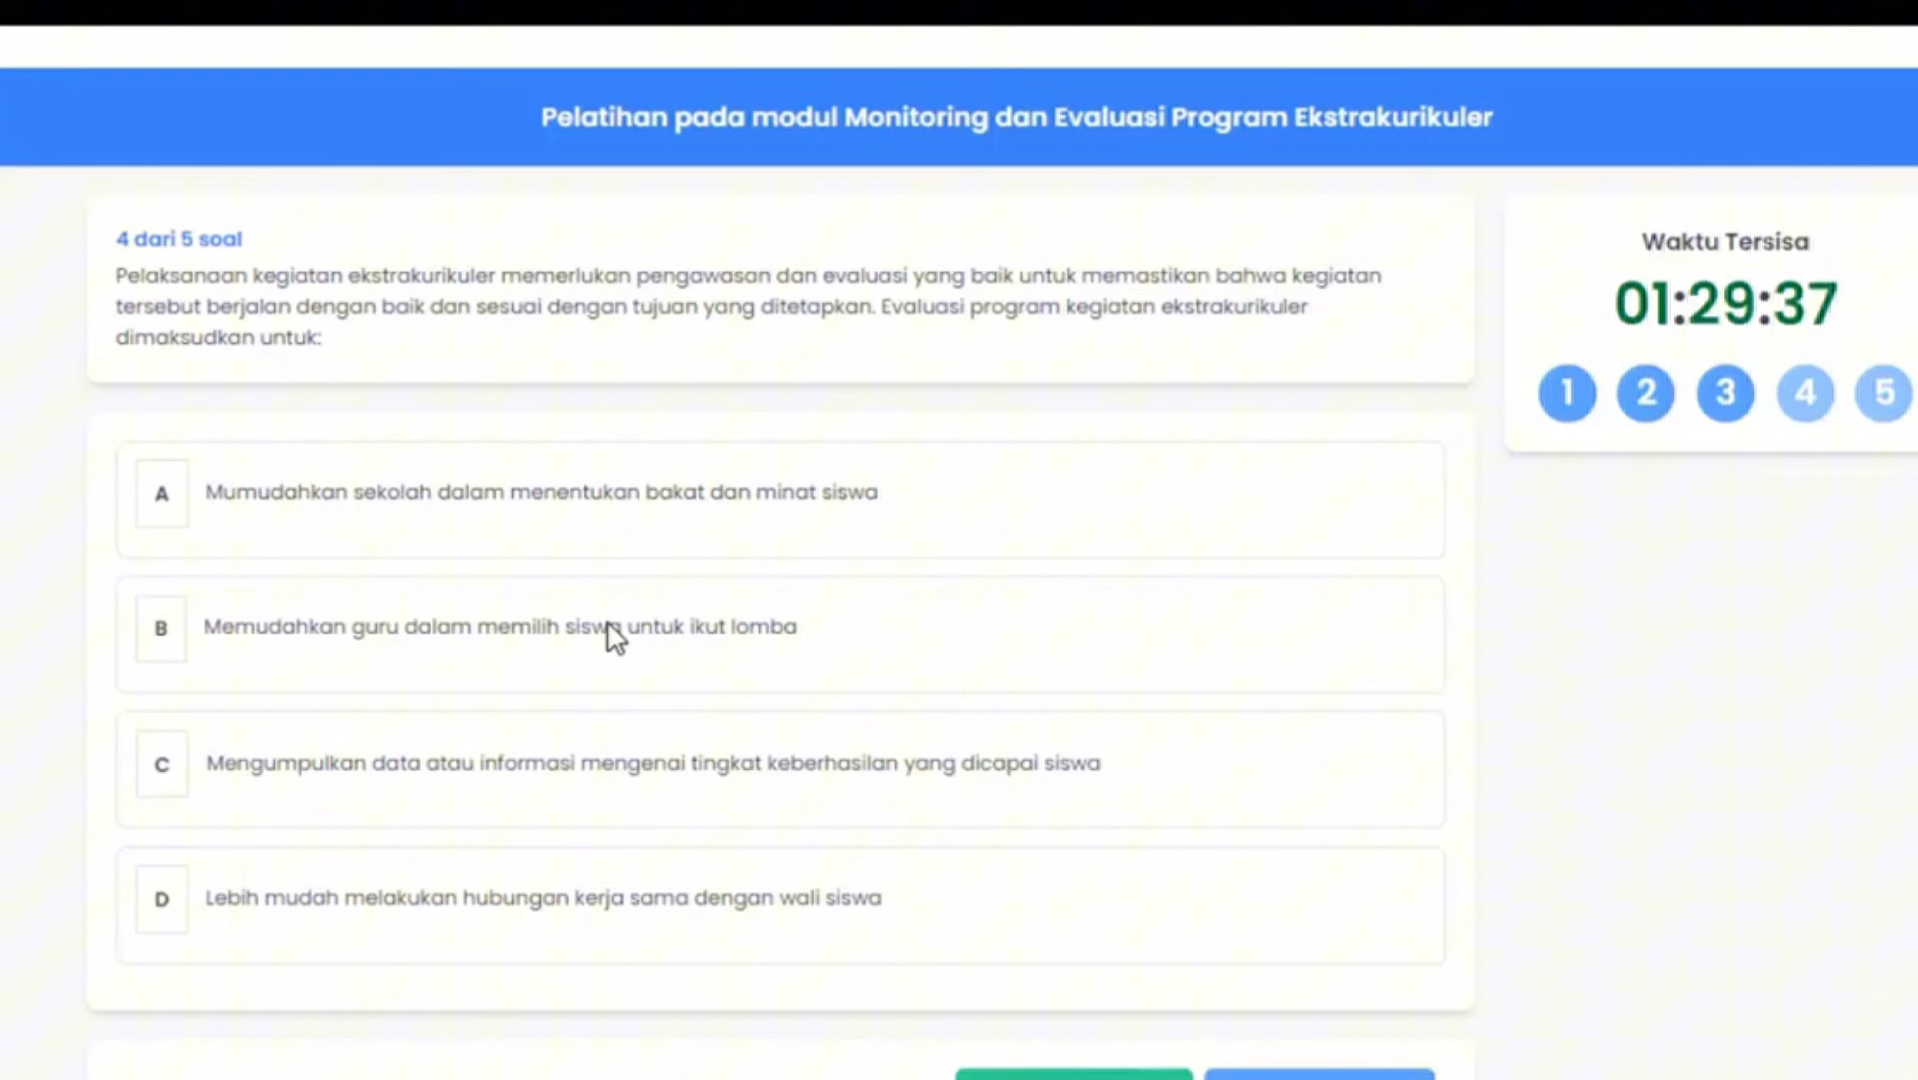 Pelatihan pada modul Monitoring dan Evaluasi Program Ekstrakurikuler
4 dari 5 soal
Pelaksanaan kegiatan ekstrakurikuler memerlukan pengawasan dan evaluasi yang baik untuk memastikan bahwa kegiatan
tersebut berjalan dengan baik dan sesuai dengan tujuan yang ditetapkan. Evaluasi program kegiatan ekstrakurikuler
dimaksudkan untuk:
Waktu Tersisa
01:29:37
1 2 3 4 5
A Mumudahkan sekolah dalam menentukan bakat dan minat siswa
B Memudahkan guru dalam memilih siswa untuk ikut lomba
C Mengumpulkan data atau informasi mengenai tingkat keberhasilan yang dicapai siswa
D Lebih mudah melakukan hubungan kerja sama dengan wali siswa